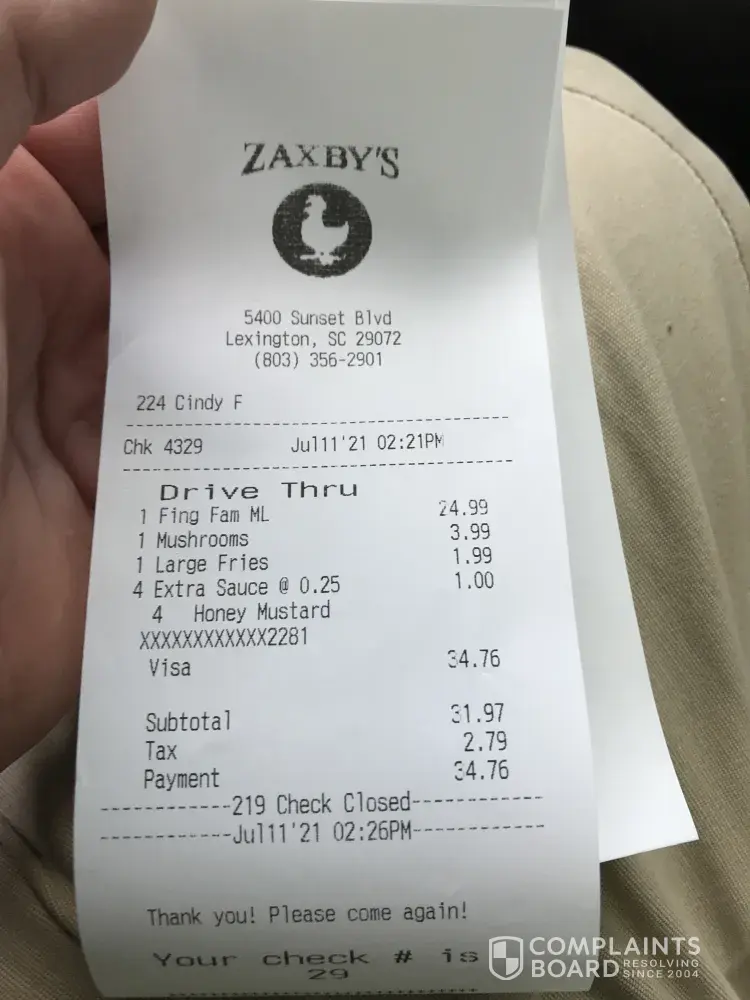 ZAXBY'S
5400 Sunset Blvd
Lexington, SC 29072
(803) 356-2901
224 Cindy F
Chk 4329 Jul11'21 02:21PM
Drive Thru
1 Fing Fam ML 24.99
1 Mushrooms 3.99
1 Large Fries 1.99
4 Extra Sauce @ 0.25 1.00
4 Honey Mustard
XXXXXXXXXXXX2281
Visa 34.76
Subtotal 31.97
Tax 2.79
Payment 34.76
------------219 Check Closed------------
------------Jul11'21 02:26PM------------
Thank you! Please come again!
Your check # is
29
COMPLAINTS
BOARD RESOLVING
SINCE 2004